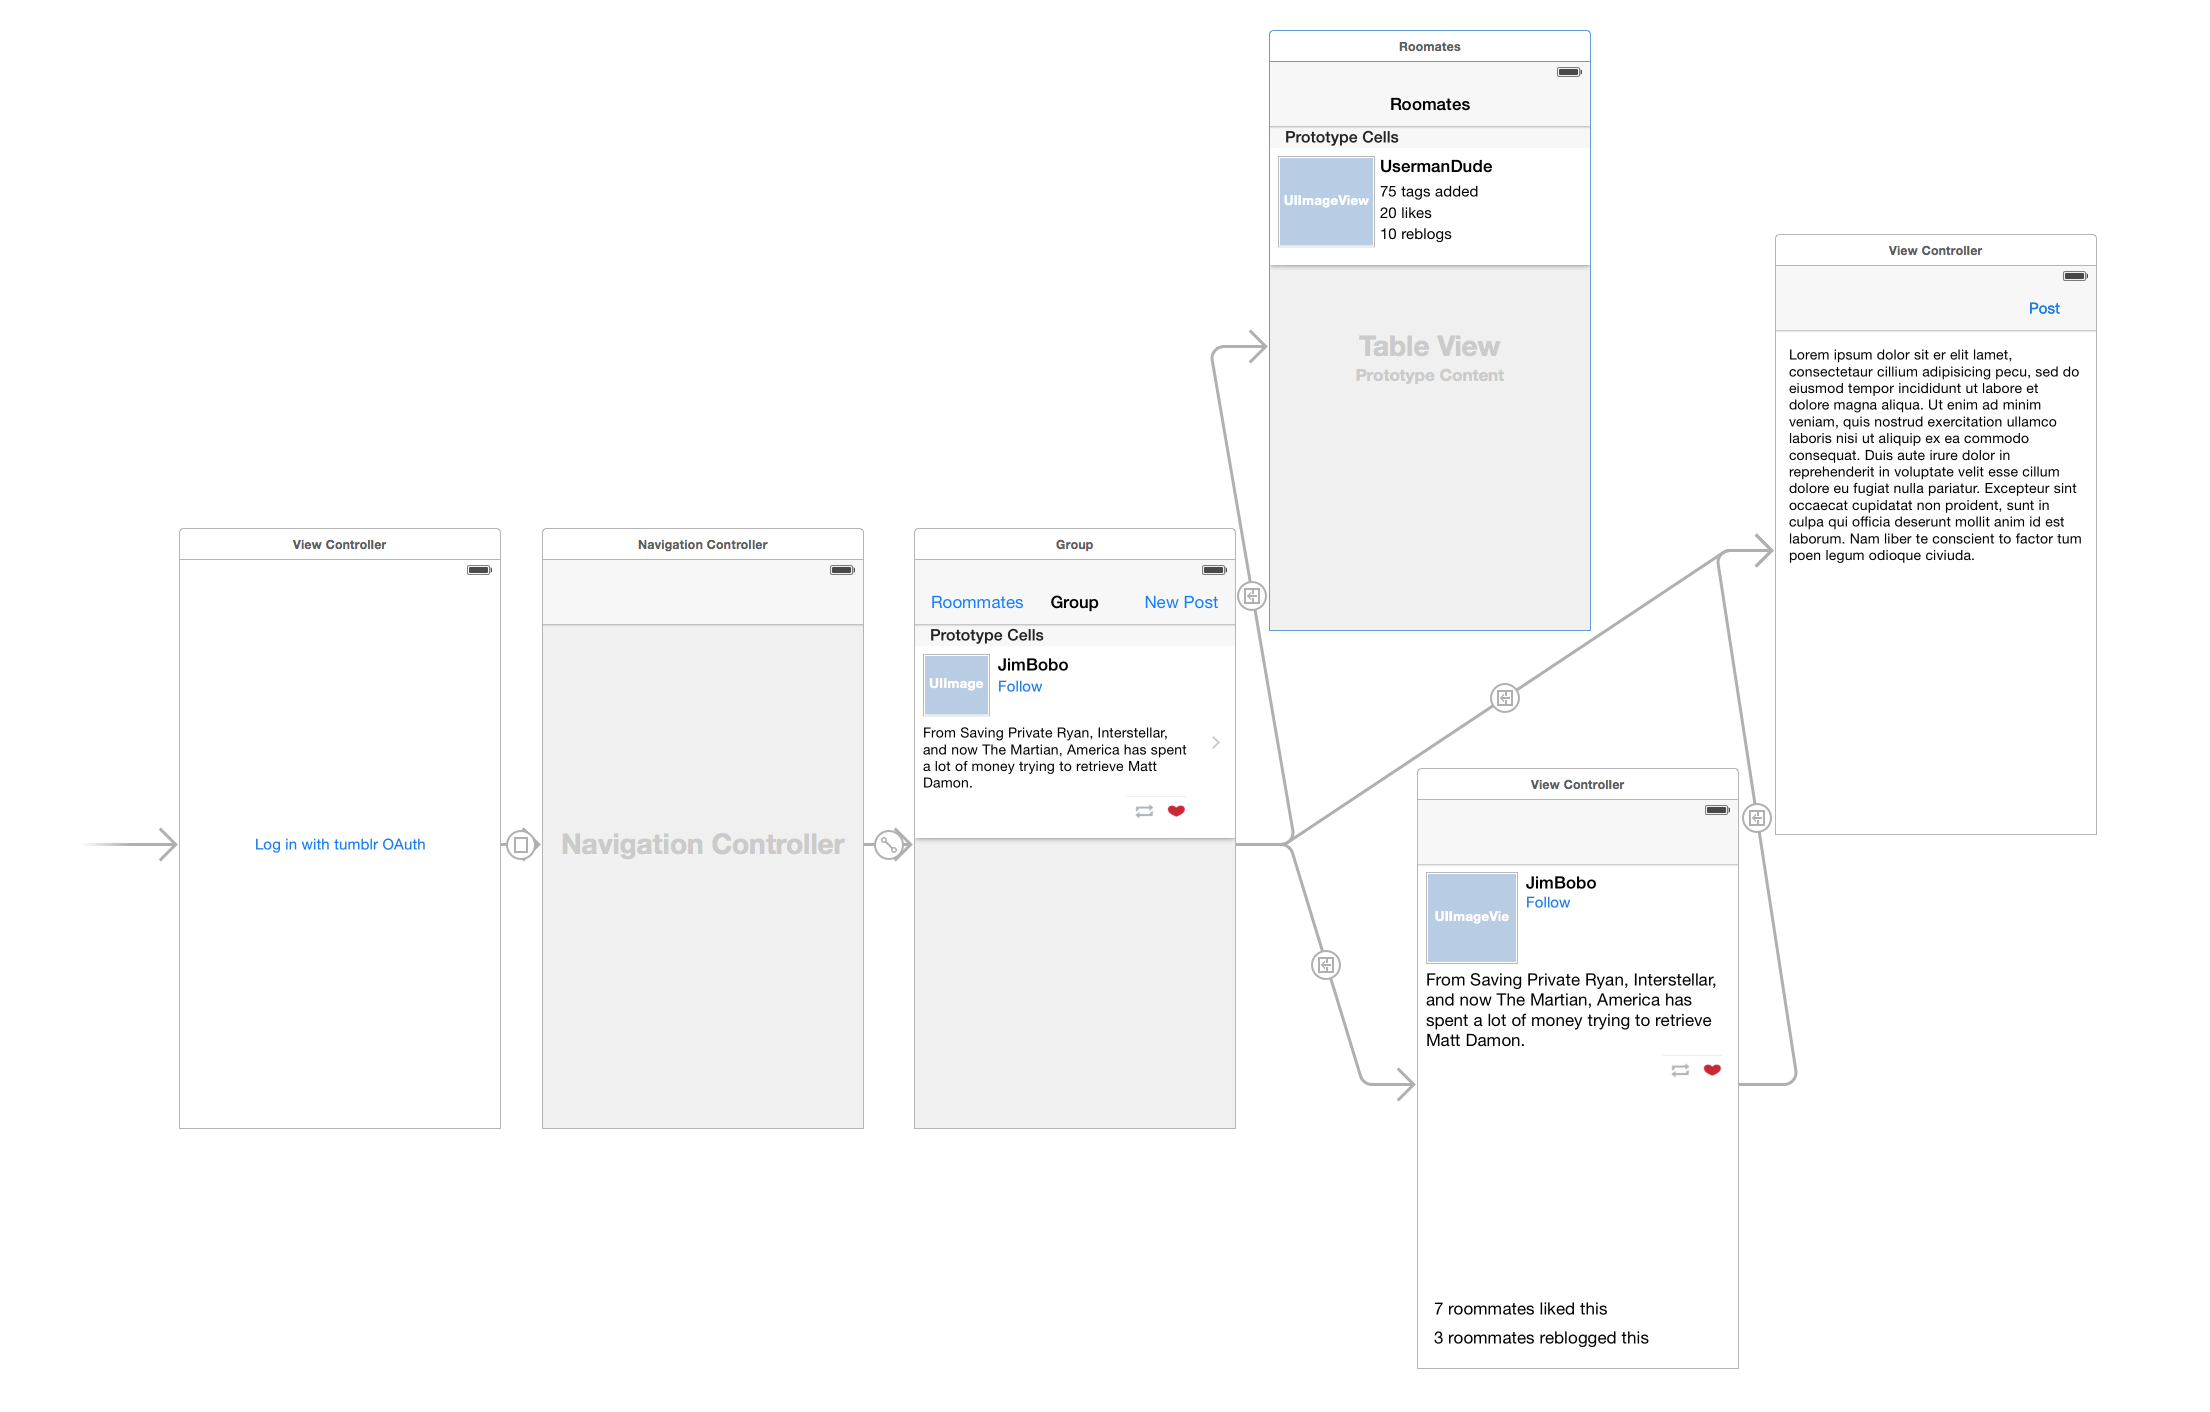 View Controller
Log in with tumblr OAuth
Navigation Controller
Navigation Controller
Group
Roommates Group New Post
Prototype Cells
UIImage
JimBobo
Follow
From Saving Private Ryan, Interstellar,
and now The Martian, America has spent
a lot of money trying to retrieve Matt
Damon.
Roomates
Roomates
Prototype Cells
UIImageView
UsermanDude
75 tags added
20 likes
10 reblogs
Table View
Prototype Content
View Controller
JimBobo
Follow
UIImageVie
From Saving Private Ryan, Interstellar,
and now The Martian, America has
spent a lot of money trying to retrieve
Matt Damon.
7 roommates liked this
3 roommates reblogged this
View Controller
Post
Lorem ipsum dolor sit er elit lamet,
consectetaur cillium adipisicing pecu, sed do
eiusmod tempor incididunt ut labore et
dolore magna aliqua. Ut enim ad minim
veniam, quis nostrud exercitation ullamco
laboris nisi ut aliquip ex ea commodo
consequat. Duis aute irure dolor in
reprehenderit in voluptate velit esse cillum
dolore eu fugiat nulla pariatur. Excepteur sint
occaecat cupidatat non proident, sunt in
culpa qui officia deserunt mollit anim id est
laborum. Nam liber te conscient to factor tum
poen legum odioque civiuda.